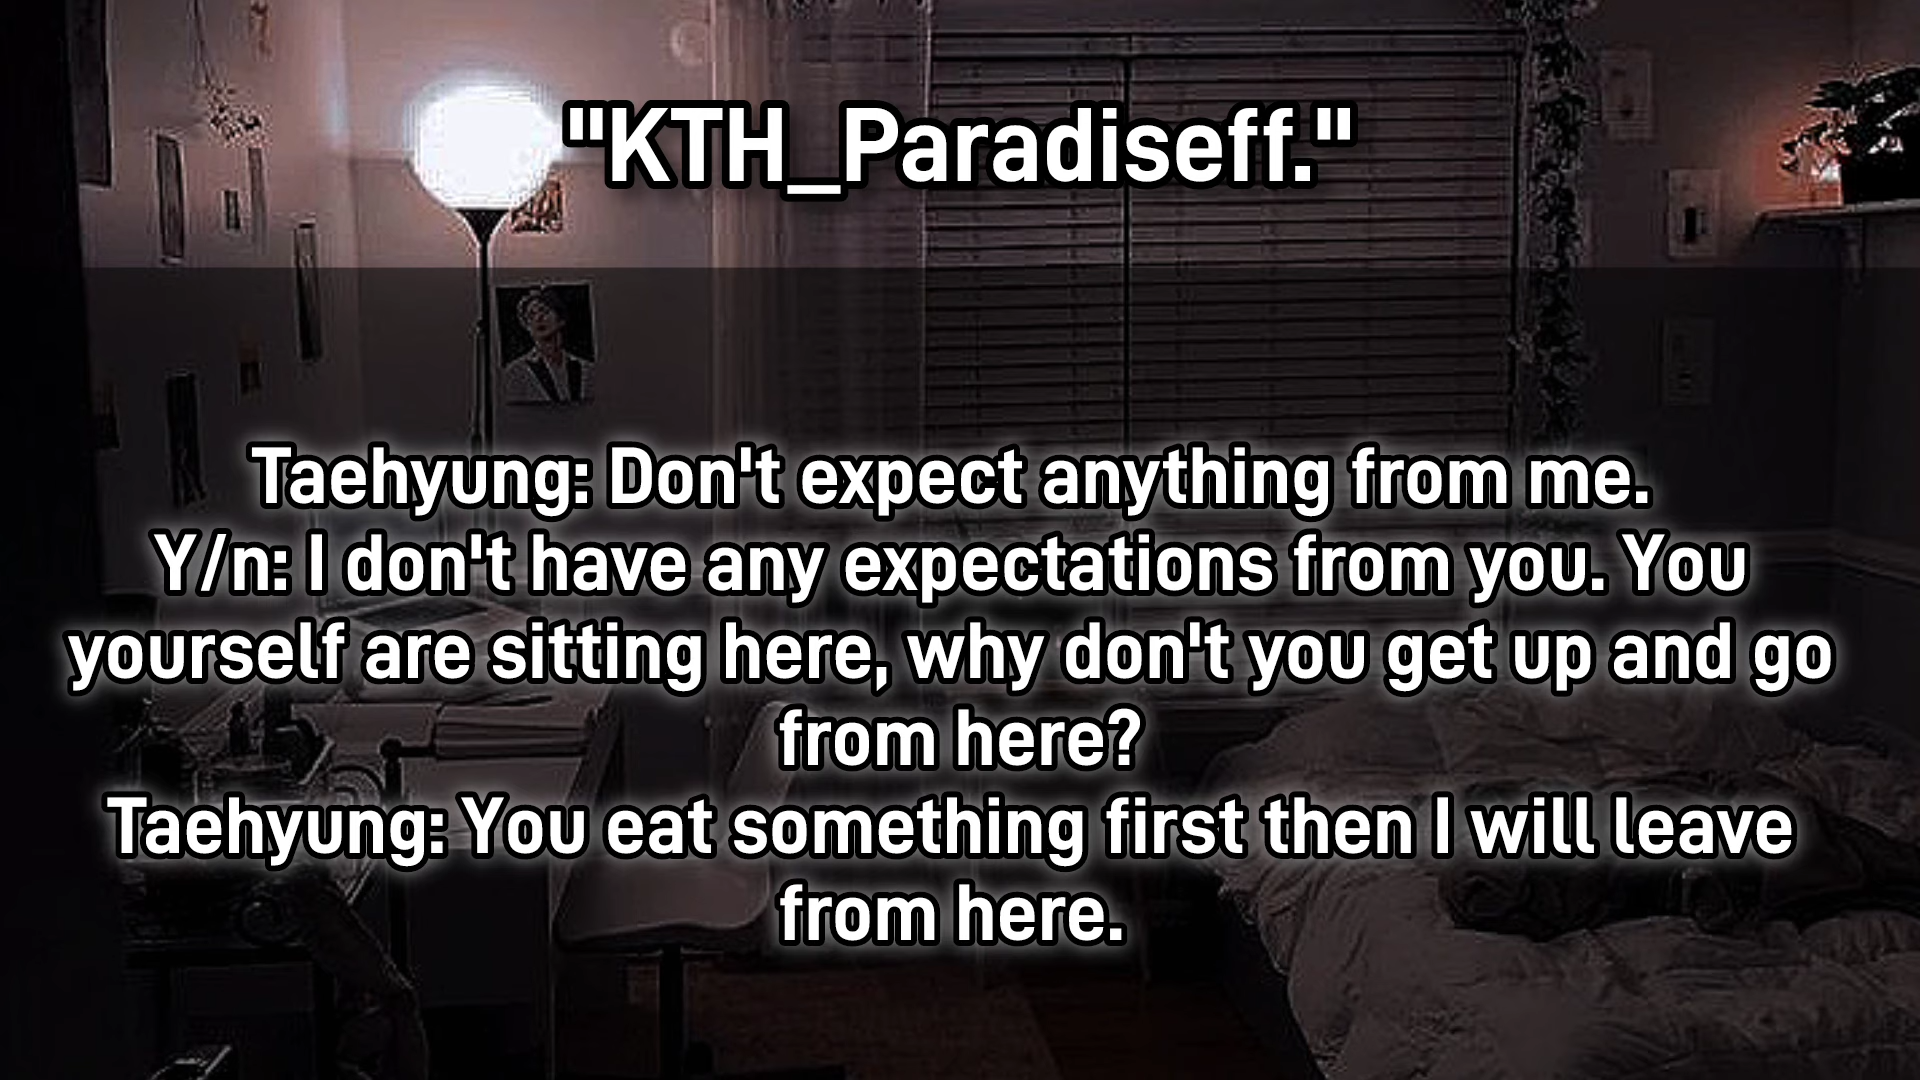 "KTH_Paradiseff."
Taehyung: Don't expect anything from me.
Y/n: I don't have any expectations from you. You
yourself are sitting here, why don't you get up and go
from here?
Taehyung: You eat something first then I will leave
from here.